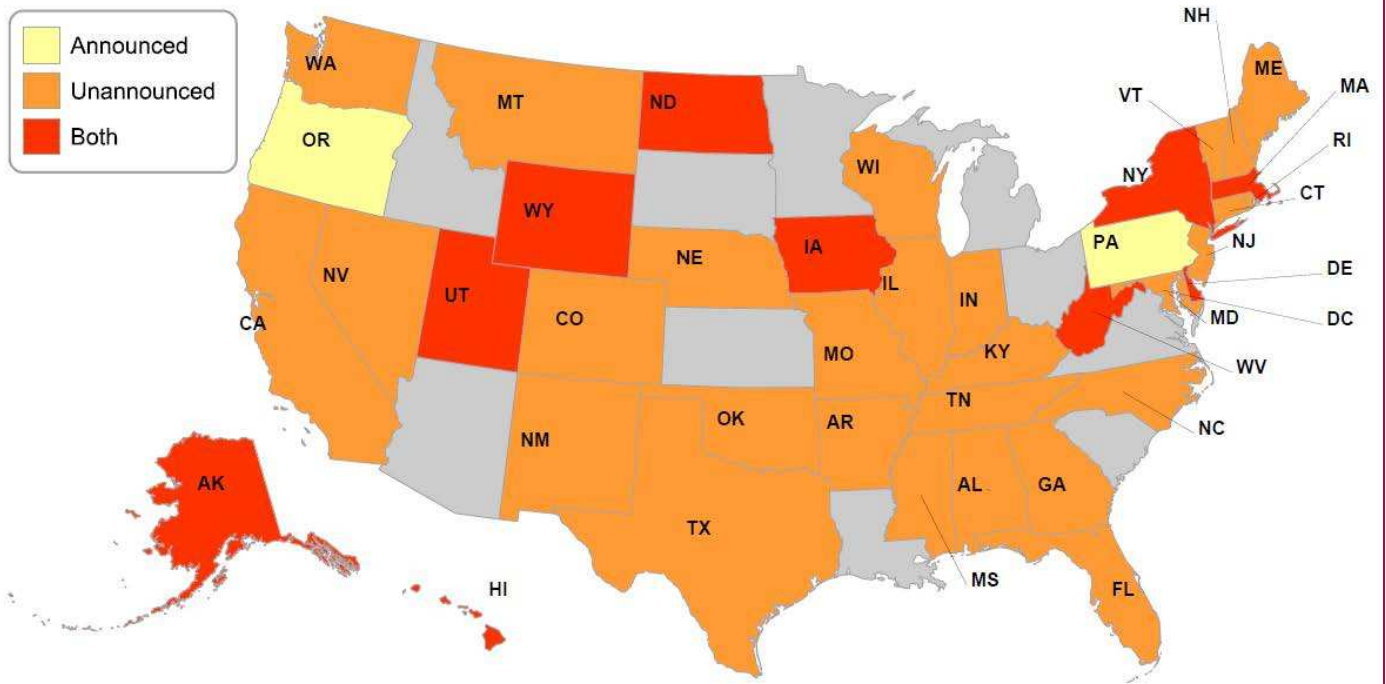 Announced
Unannounced
Both
NH
WA
ME
MT
ND
VT
MA
OR
RI
WI
NY
CT
WY
PA
NJ
IA
NE
DE
NV
IL
IN
UT
DC
CA
CO
MD
MO
KY
WV
TN
OK
AR
NC
NM
AK
AL
GA
TX
MS
HI
FL